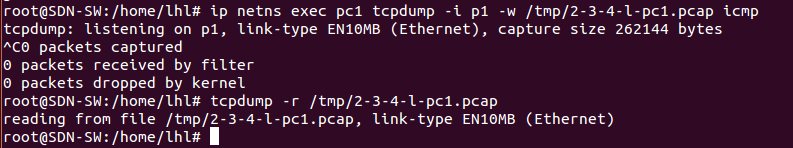 root@SDN-SW:/home/lhl# ip netns exec pc1 tcpdump -i p1 -w /tmp/2-3-4-l-pc1.pcap icmp
tcpdump: listening on p1, link-type EN10MB (Ethernet), capture size 262144 bytes
^C0 packets captured
0 packets received by filter
0 packets dropped by kernel
root@SDN-SW:/home/lhl# tcpdump -r /tmp/2-3-4-l-pc1.pcap
reading from file /tmp/2-3-4-l-pc1.pcap, link-type EN10MB (Ethernet)
root@SDN-SW:/home/lhl#